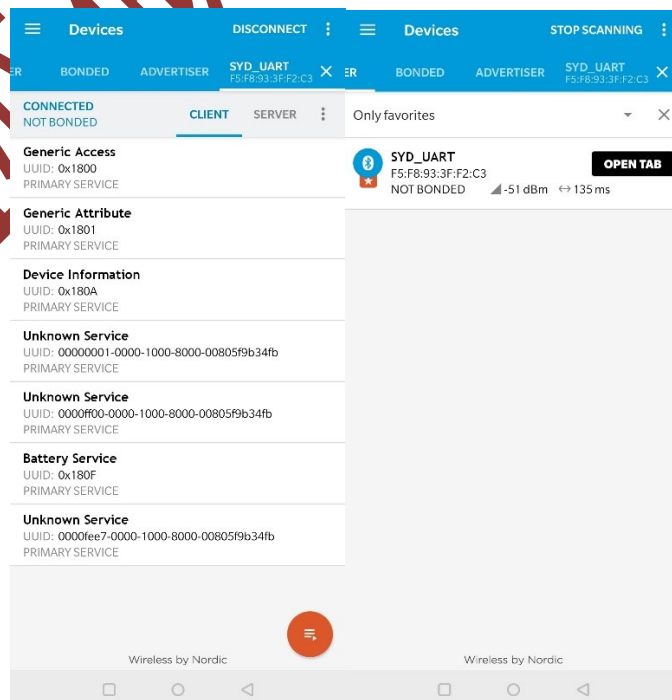 Devices
DISCONNECT
ER
BONDED
ADVERTISER
SYD_UART
F5:F8:93:3F:F2:C3
CONNECTED
NOT BONDED
CLIENT
SERVER
Generic Access
UUID: 0x1800
PRIMARY SERVICE
Generic Attribute
UUID: 0x1801
PRIMARY SERVICE
Device Information
UUID: 0x180A
PRIMARY SERVICE
Unknown Service
UUID: 00000001-0000-1000-8000-00805f9b34fb
PRIMARY SERVICE
Unknown Service
UUID: 0000ff00-0000-1000-8000-00805f9b34fb
PRIMARY SERVICE
Battery Service
UUID: 0x180F
PRIMARY SERVICE
Unknown Service
UUID: 0000fee7-0000-1000-8000-00805f9b34fb
PRIMARY SERVICE
Wireless by Nordic
Devices
STOP SCANNING
ER
BONDED
ADVERTISER
SYD_UART
F5:F8:93:3F:F2:C3
Only favorites
SYD_UART
F5:F8:93:3F:F2:C3
NOT BONDED -51 dBm ↔ 135 ms
OPEN TAB
Wireless by Nordic